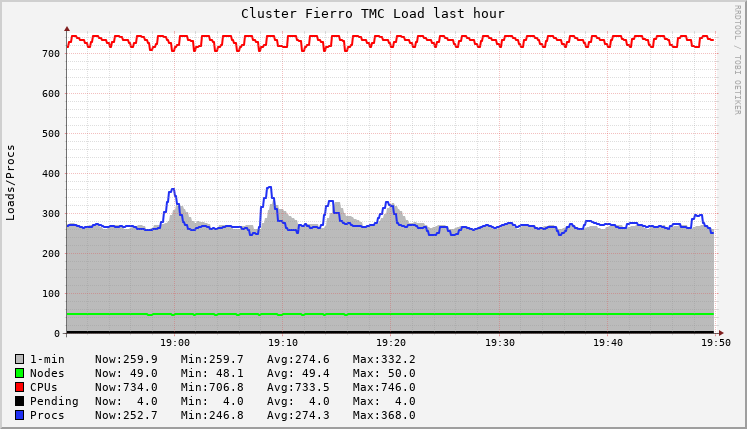 Cluster Fierro TMC Load last hour
RRDTOOL / TOBI OETIKER
Loads/Procs
700
600
500
400
300
200
100
0
19:00 19:10 19:20 19:30 19:40 19:50
1-min Now:259.9 Min:259.7 Avg:274.6 Max:332.2
Nodes Now: 49.0 Min: 48.1 Avg: 49.4 Max: 50.0
CPUs Now:734.0 Min:706.8 Avg:733.5 Max:746.0
Pending Now: 4.0 Min: 4.0 Avg: 4.0 Max: 4.0
Procs Now:252.7 Min:246.8 Avg:274.3 Max:368.0